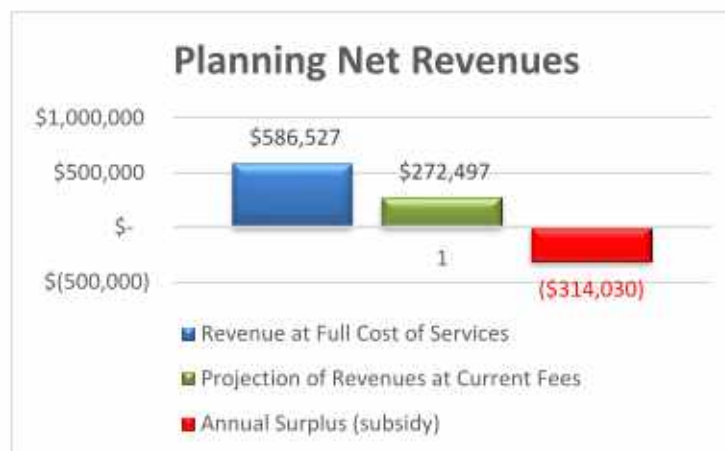 Planning Net Revenues
$1,000,000
$586,527
$500,000
$272,497
$-
1
$(500,000)
($314,030)
Revenue at Full Cost of Services
Projection of Revenues at Current Fees
Annual Surplus (subsidy)